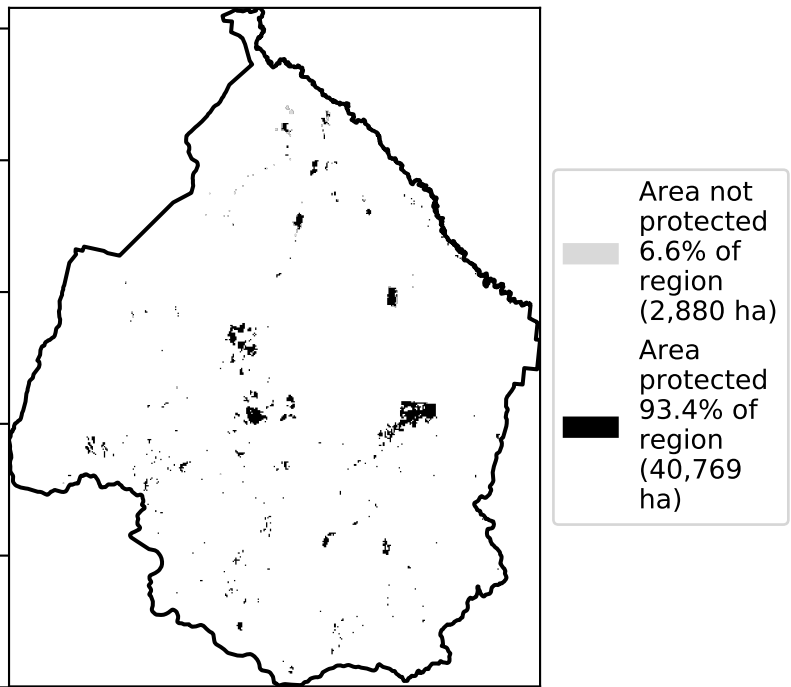 Area not
protected
6.6% of
region
(2,880 ha)
Area
protected
93.4% of
region
(40,769
ha)